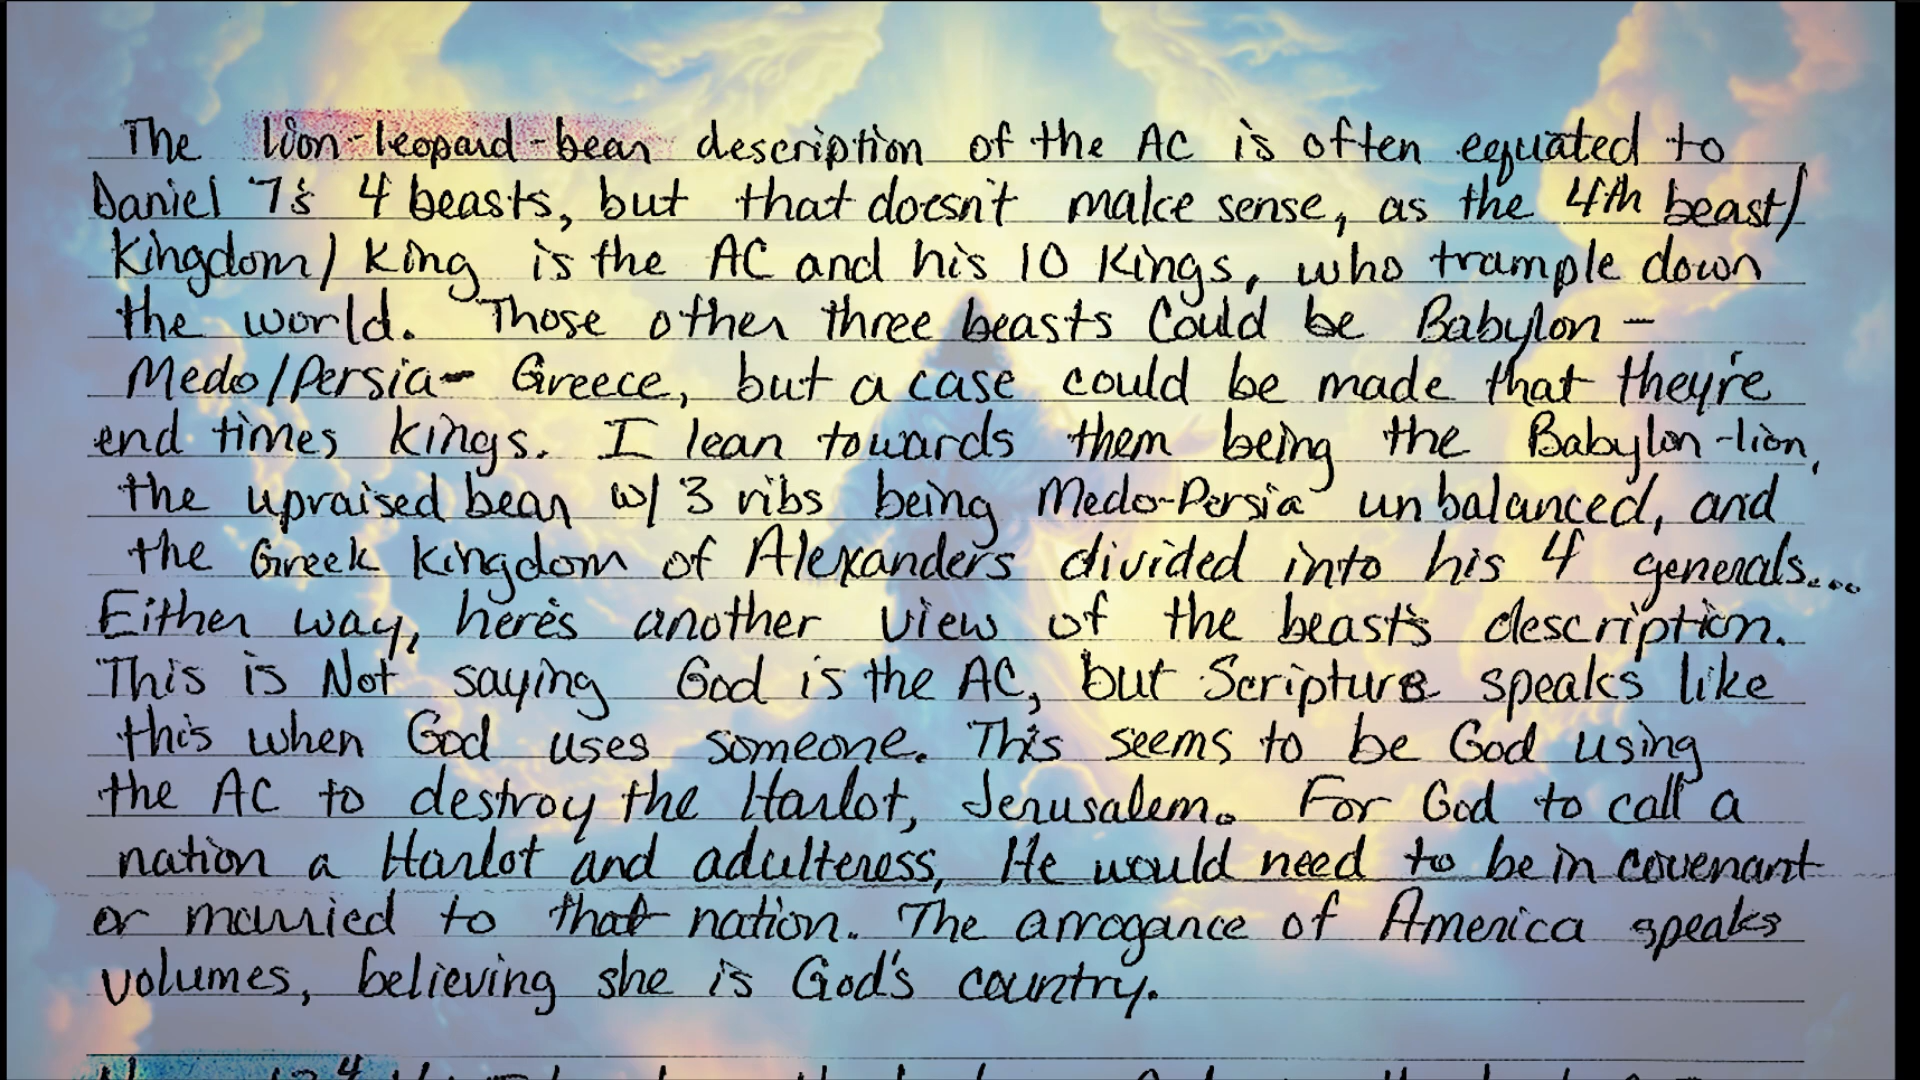 The lion-leopard-bear description of the AC is often equated to
Daniel 7's 4 beasts, but that doesn't make sense, as the 4th beast/
Kingdom/King is the AC and his 10 Kings, who trample down
the world. Those other three beasts Could be Babylon -
Medo/Persia- Greece, but a case could be made that they're
end times kings. I lean towards them being the Babylon-lion,
the upraised bear w/ 3 ribs being Medo-Persia unbalanced, and
the Greek kingdom of Alexanders divided into his 4 generals...
Either way, here's another view of the beast's description.
This is Not saying God is the AC, but Scripture speaks like
this when God uses someone. This seems to be God using
the AC to destroy the Harlot, Jerusalem. For God to call a
nation a Harlot and adulteress, He would need to be in covenant
or married to that nation. The arrogance of America speaks
volumes, believing she is God's country.